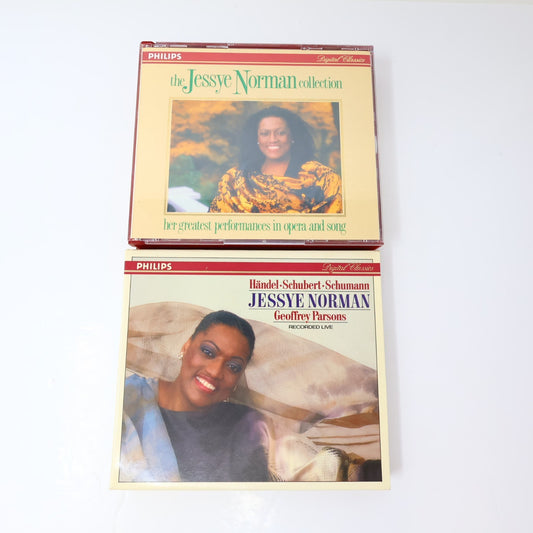 PHILIPS
Digital Classics
the Jessye Norman collection
her greatest performances in opera and song
PHILIPS
Digital Classics
Händel·Schubert·Schumann
JESSYE NORMAN
Geoffrey Parsons
RECORDED LIVE